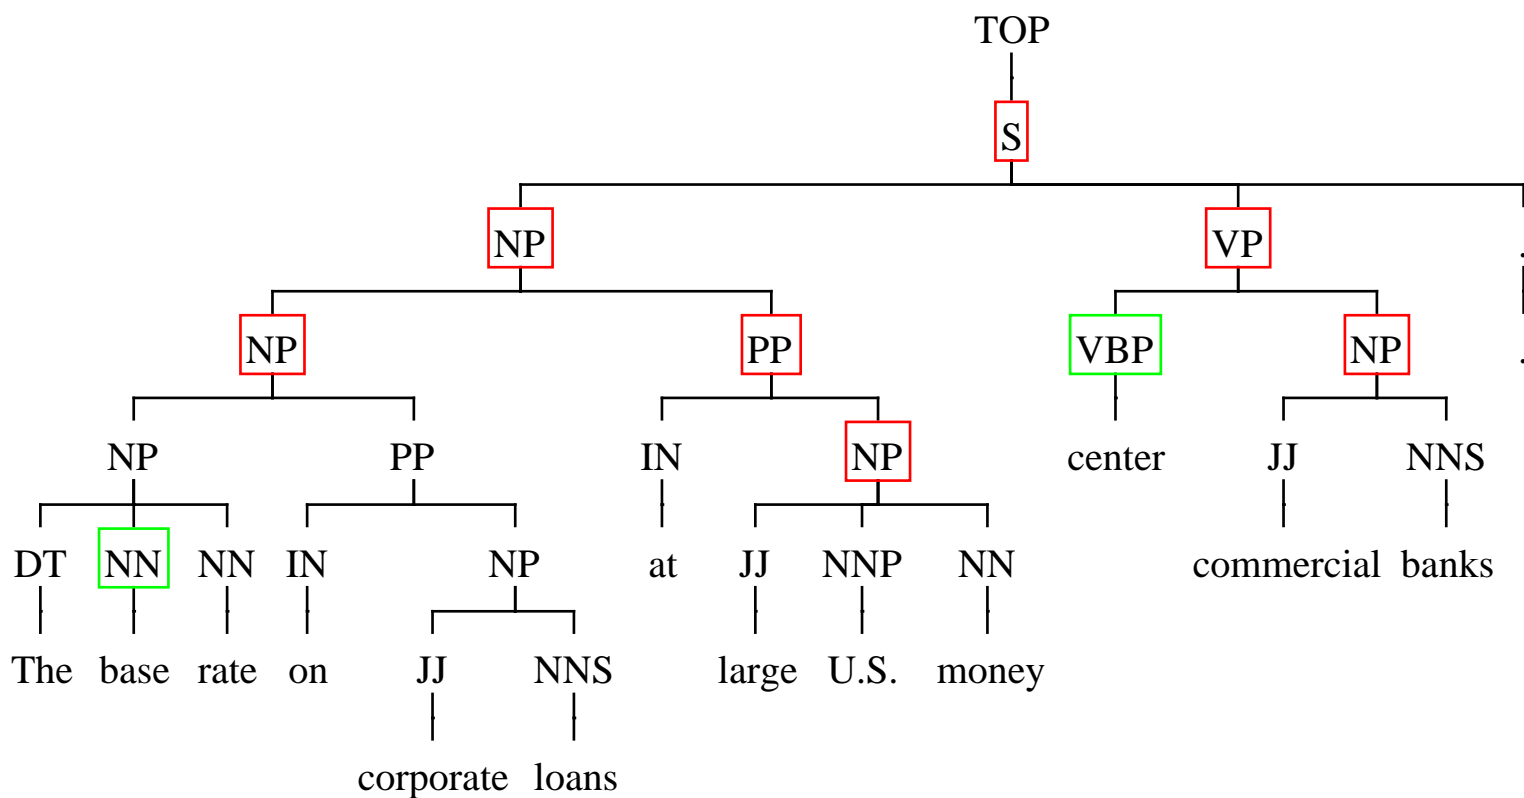 TOP
S
NP VP .
NP PP VBP NP .
NP PP IN NP center JJ NNS
DT NN NN IN NP at JJ NNP NN commercial banks
The base rate on JJ NNS large U.S. money
corporate loans